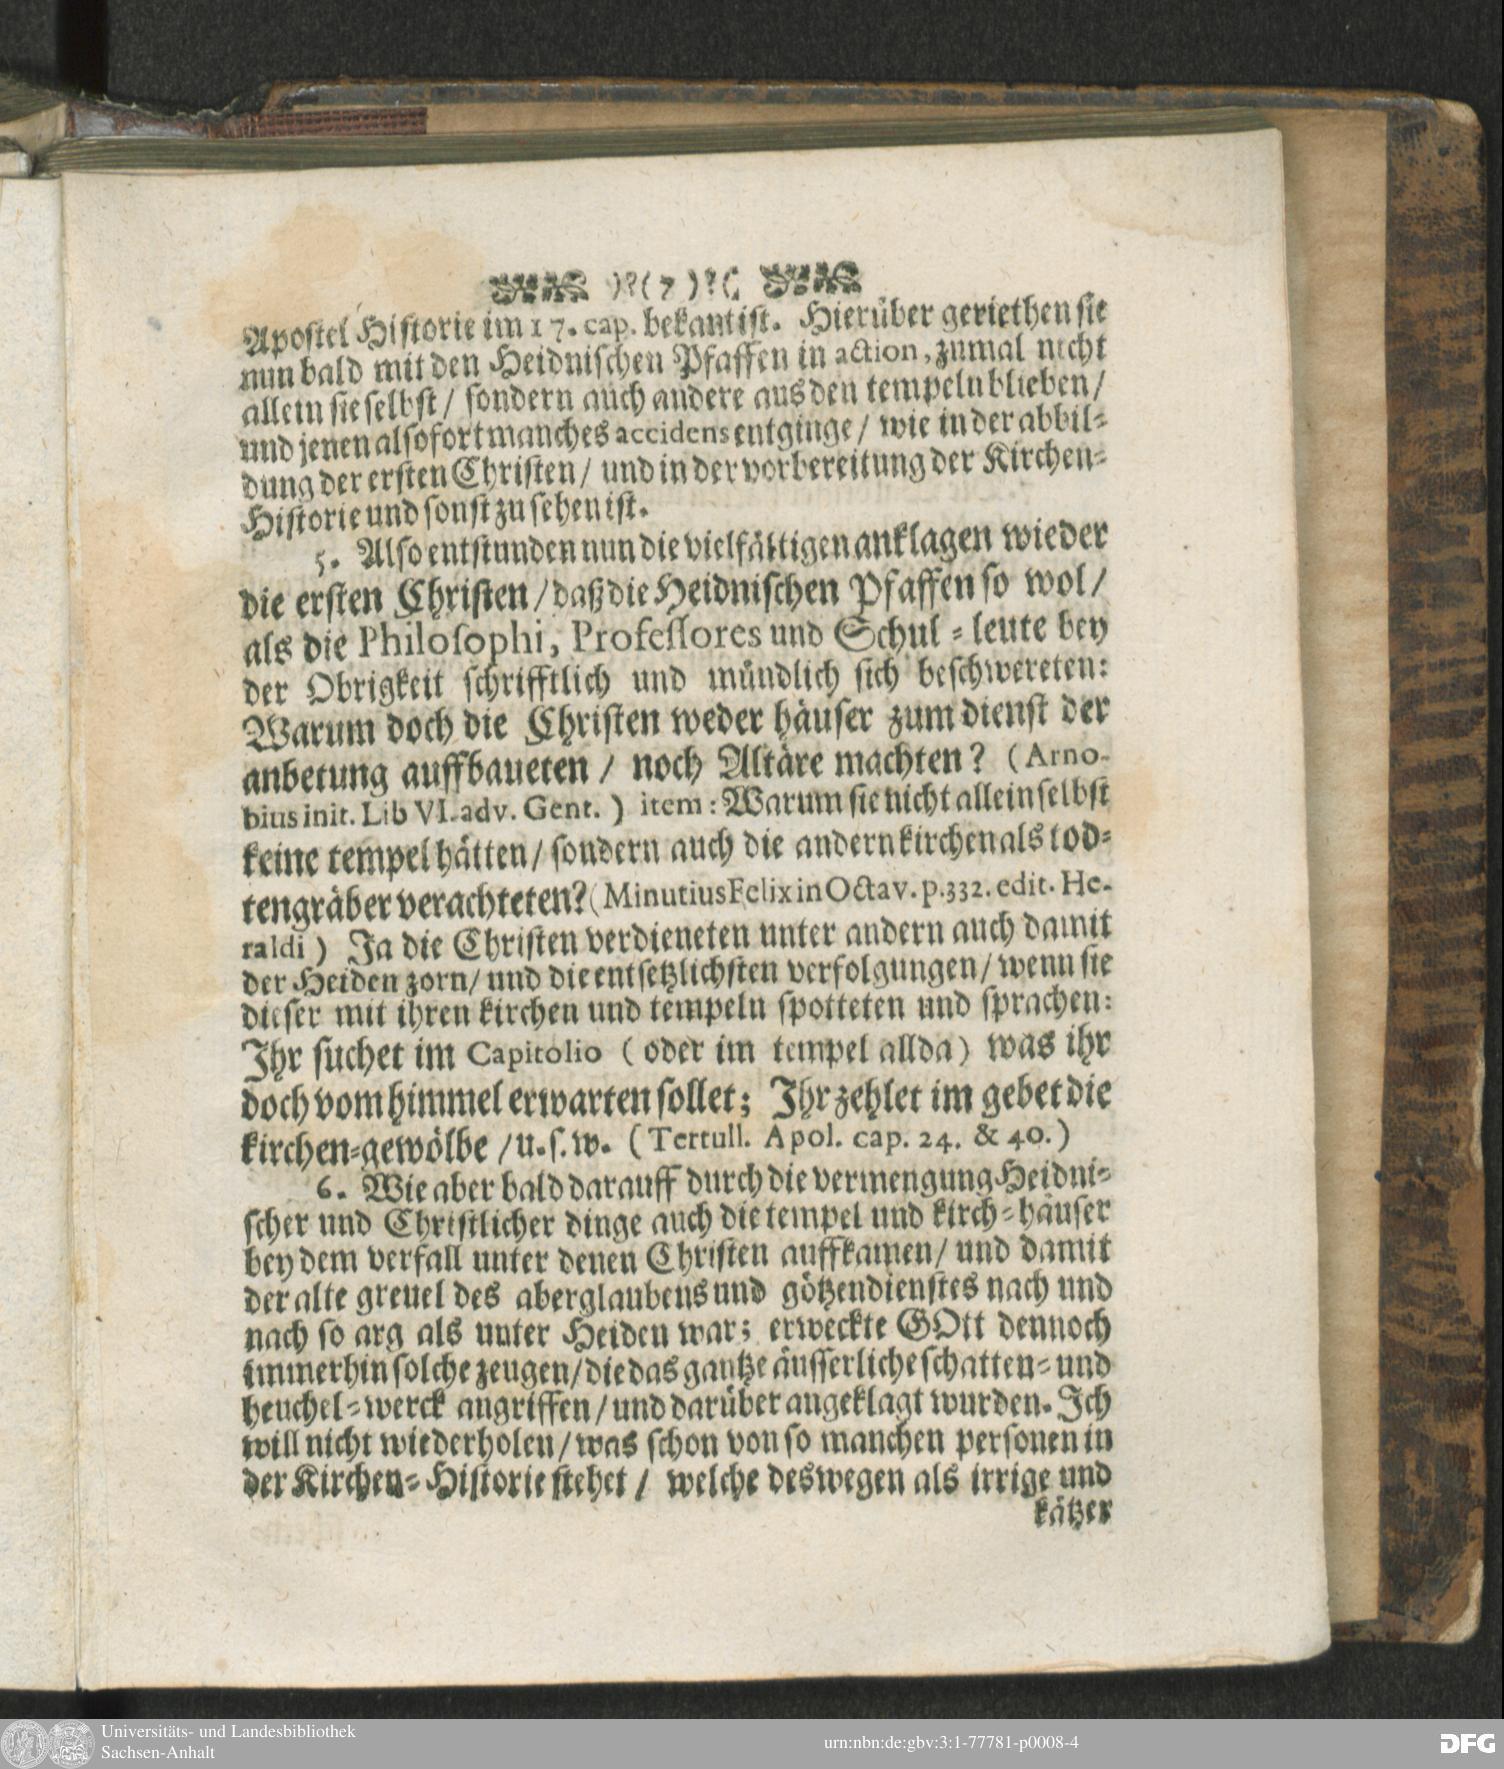 )?( 7 )?(
Apostel Historie im 17. cap. bekant ist. Hierüber geriethen sie
nun bald mit den Heidnischen Pfaffen in action, zumal nicht
allein sie selbst/ sondern auch andere aus den tempeln blieben/
und jenen alsofort manches accidens entginge/ wie in der abbil-
dung der ersten Christen/ und in der vorbereitung der Kirchen-
Historie und sonst zu sehen ist.
5. Also entstunden nun die vielfältigen anklagen wieder
die ersten Christen/ daß die Heidnischen Pfaffen so wol/
als die Philosophi, Professores und Schul-leute bey
der Obrigkeit schrifftlich und mündlich sich beschwereten:
Warum doch die Christen weder häuser zum dienst der
anbetung auffbaueten/ noch Altäre machten? (Arno-
bius init. Lib VI. adv. Gent.) item: Warum sie nicht allein selbst
keine tempel hätten/ sondern auch die andern kirchen als tod-
tengräber verachteten? (Minutius Felix in Octav. p. 332. edit. He-
raldi) Ja die Christen verdieneten unter andern auch damit
der Heiden zorn/ und die entsetzlichsten verfolgungen/ wenn sie
dieser mit ihren kirchen und tempeln spotteten und sprachen:
Ihr suchet im Capitolio (oder im tempel allda) was ihr
doch vom himmel erwarten sollet; Ihr zehlet im gebet die
kirchen-gewölbe/ u.s.w. (Tertull. Apol. cap. 24. & 40.)
6. Wie aber bald darauff durch die vermengung Heidni-
scher und Christlicher dinge auch die tempel und kirch-häuser
bey dem verfall unter denen Christen auffkamen/ und damit
der alte greuel des aberglaubens und götzendienstes nach und
nach so arg als unter Heiden war; erweckte GOtt dennoch
immerhin solche zeugen/ die das gantze äusserliche schatten- und
heuchel-werck angriffen/ und darüber angeklagt wurden. Ich
will nicht wiederholen/ was schon von so manchen personen in
der Kirchen-Historie stehet/ welche deswegen als irrige und
kätzer
Universitäts- und Landesbibliothek
Sachsen-Anhalt
urn:nbn:de:gbv:3:1-77781-p0008-4
DFG